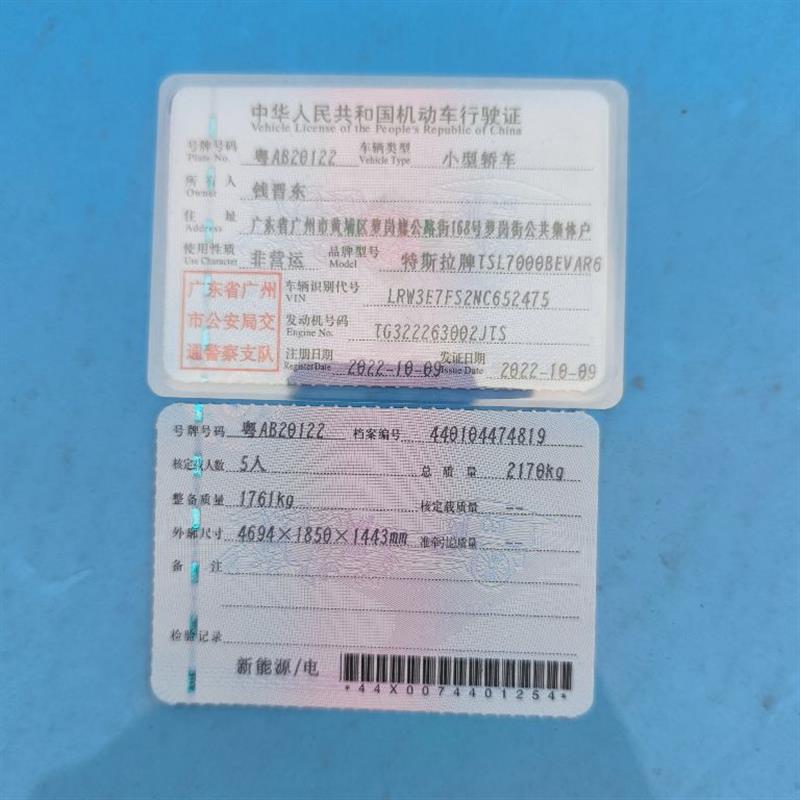 中华人民共和国机动车行驶证
Vehicle License of the People's Republic of China
号牌号码 粤AB20122 车辆类型 小型轿车
Plate No. Vehicle Type
所有人 钱晋东
Owner
住址 广东省广州市黄埔区萝岗镇公路街168号萝岗街公共集体户
Address
使用性质 非营运 品牌型号 特斯拉牌TSL7000BEVAR6
Use Character Model
广东省广州
市公安局交
通警察支队
车辆识别代号 LRW3E7FS2NC652475
VIN
发动机号码 TG322263002JTS
Engine No.
注册日期 2022-10-09 发证日期 2022-10-09
Register Date Issue Date
号牌号码 粤AB20122 档案编号 440104474819
核定载人数 5人 总质量 2170kg
整备质量 1761kg 核定载质量 --
外廓尺寸 4694×1850×1443mm 准牵引总质量 --
备注
检验记录
新能源/电
*44X0074401254*